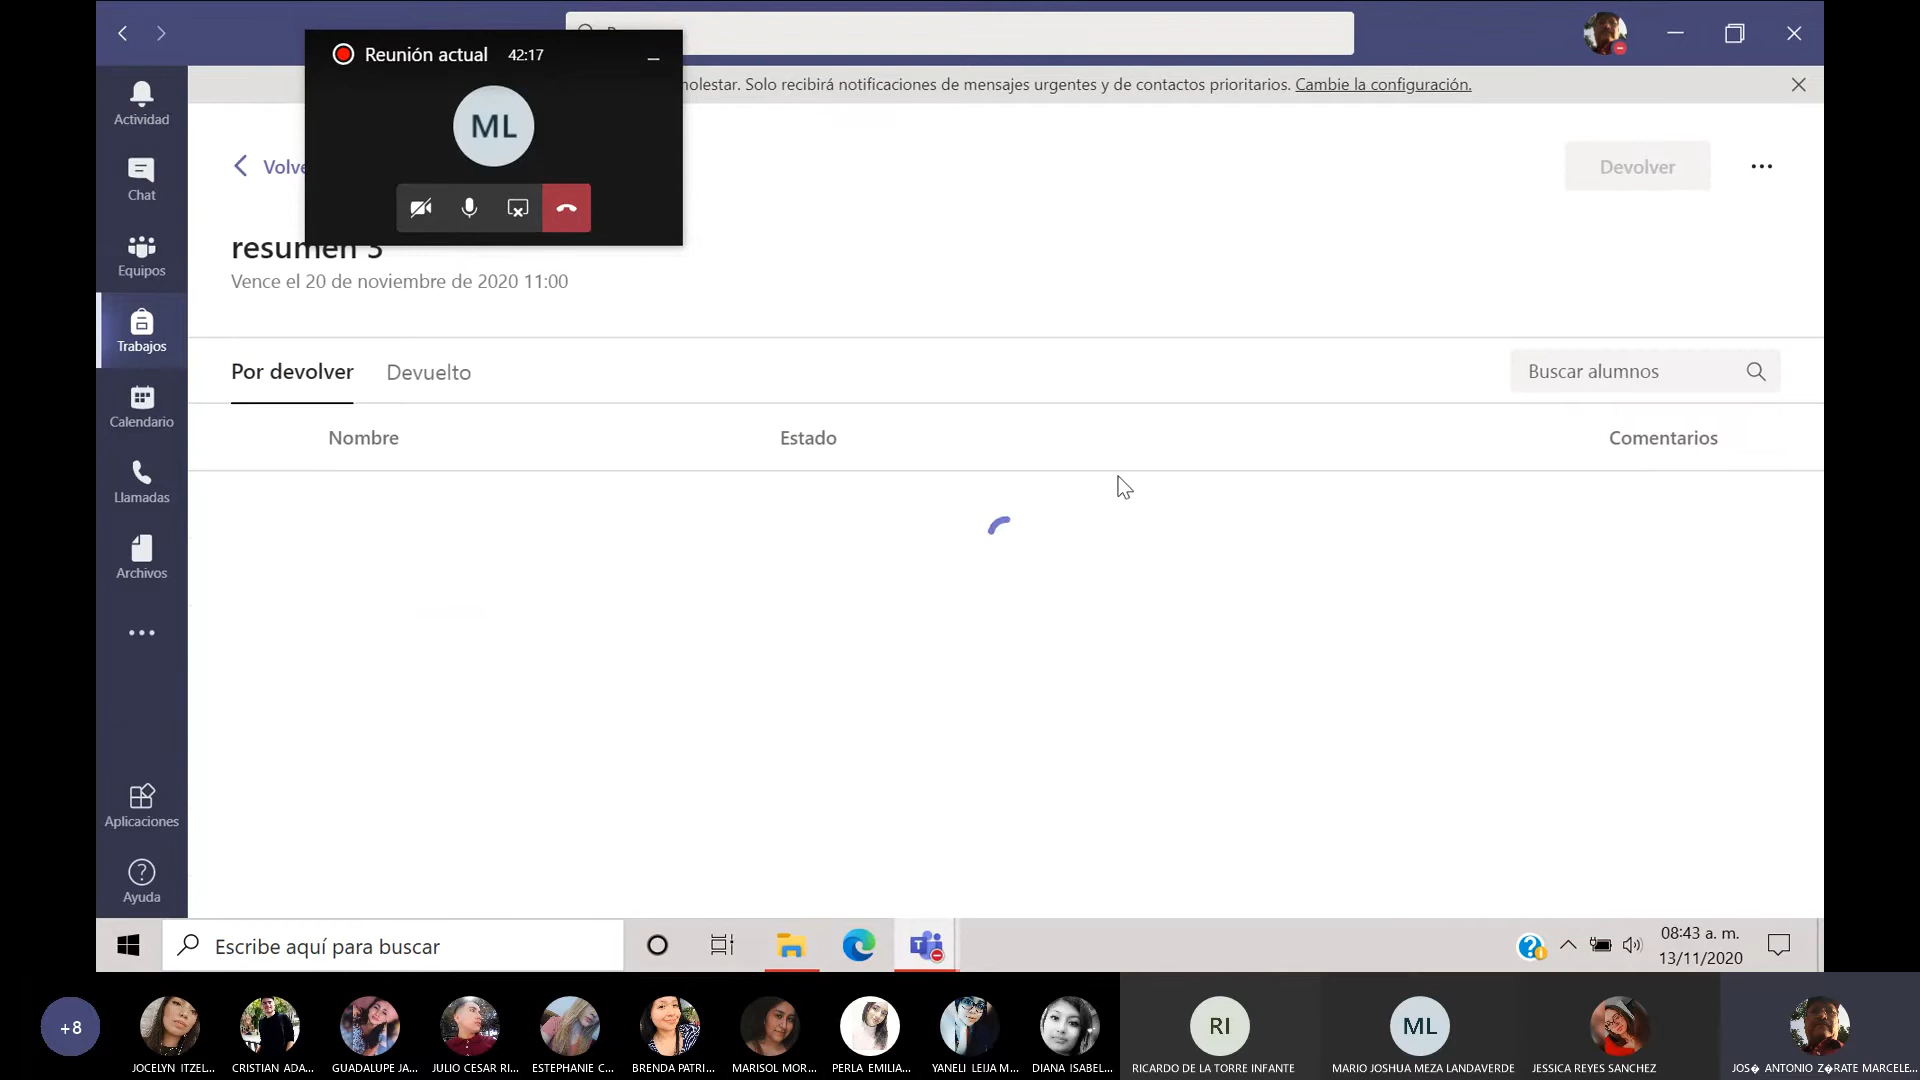 Reunión actual 42:17
ML
molestar. Solo recibirá notificaciones de mensajes urgentes y de contactos prioritarios. Cambie la configuración.
Actividad
Chat
Equipos
Trabajos
Calendario
Llamadas
Archivos
Aplicaciones
Ayuda
Volve
Devolver
resumen 3
Vence el 20 de noviembre de 2020 11:00
Por devolver Devuelto
Buscar alumnos
Nombre Estado Comentarios
Escribe aquí para buscar
08:43 a. m.
13/11/2020
+8
RI ML
JOCELYN ITZEL... CRISTIAN ADA... GUADALUPE JA... JULIO CESAR RI... ESTEPHANIE C... BRENDA PATRI... MARISOL MOR... PERLA EMILIA... YANELI LEIJA M... DIANA ISABEL... RICARDO DE LA TORRE INFANTE MARIO JOSHUA MEZA LANDAVERDE JESSICA REYES SANCHEZ JOS� ANTONIO Z�RATE MARCELE...